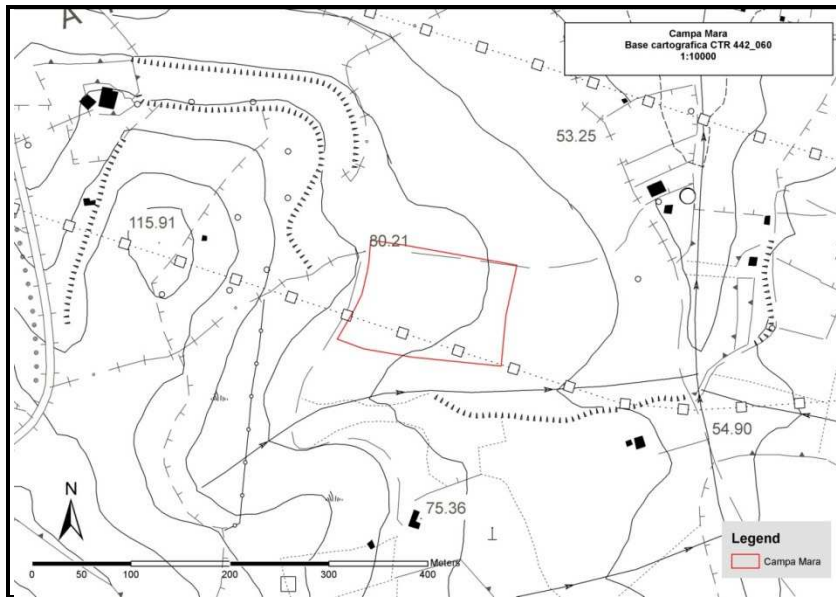 Campa Mara
Base cartografica CTR 442_060
1:10000
53.25
115.91
80.21
54.90
75.36
N
Meters
0 50 100 200 300 400
Legend
Campa Mara